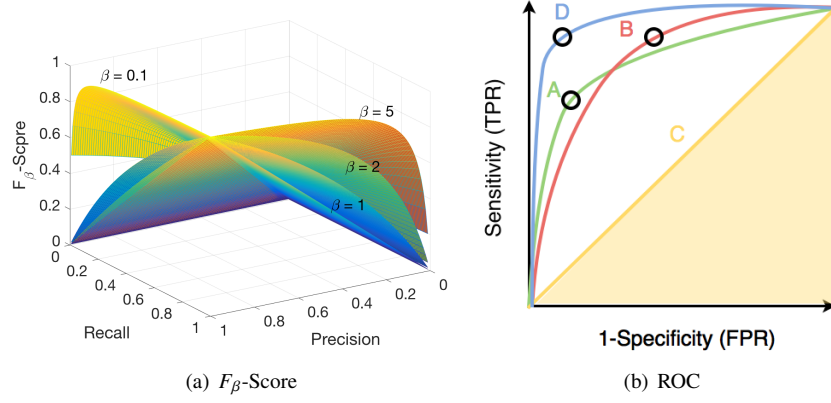 1
0.8
0.6
0.4
0.2
0
Fβ-Scpre
β = 0.1
β = 5
β = 2
β = 1
0
0.2
0.4
0.6
0.8
1
Recall
1
0.8
0.6
0.4
0.2
0
Precision
(a) Fβ-Score
D
B
A
C
Sensitivity (TPR)
1-Specificity (FPR)
(b) ROC